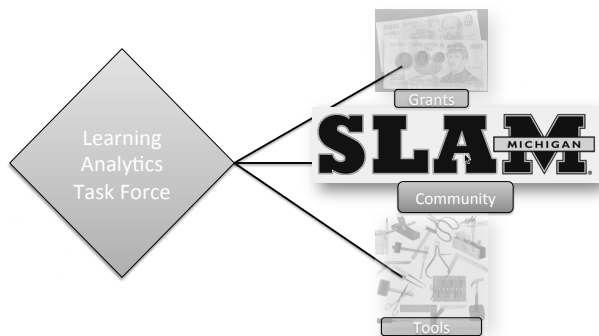 Learning
Analytics
Task Force
Grants
SLAM
MICHIGAN
Community
Tools